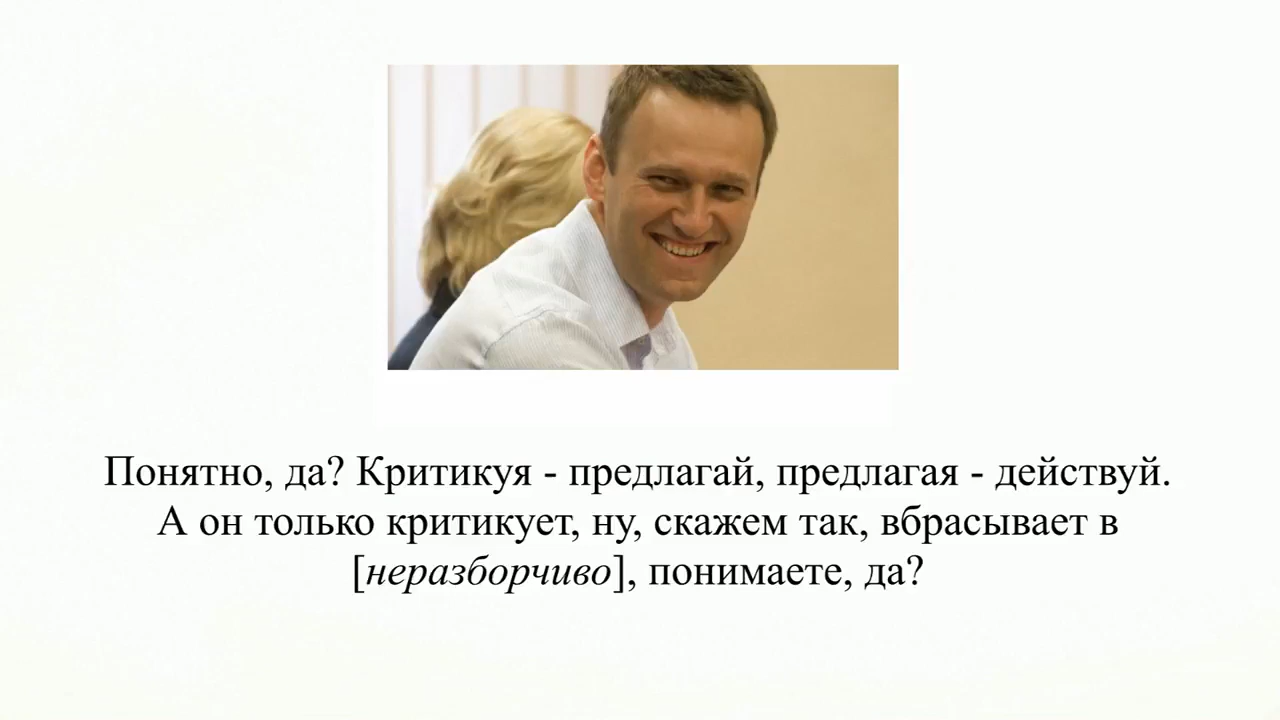 Понятно, да? Критикуя - предлагай, предлагая - действуй.
А он только критикует, ну, скажем так, вбрасывает в
[неразборчиво], понимаете, да?